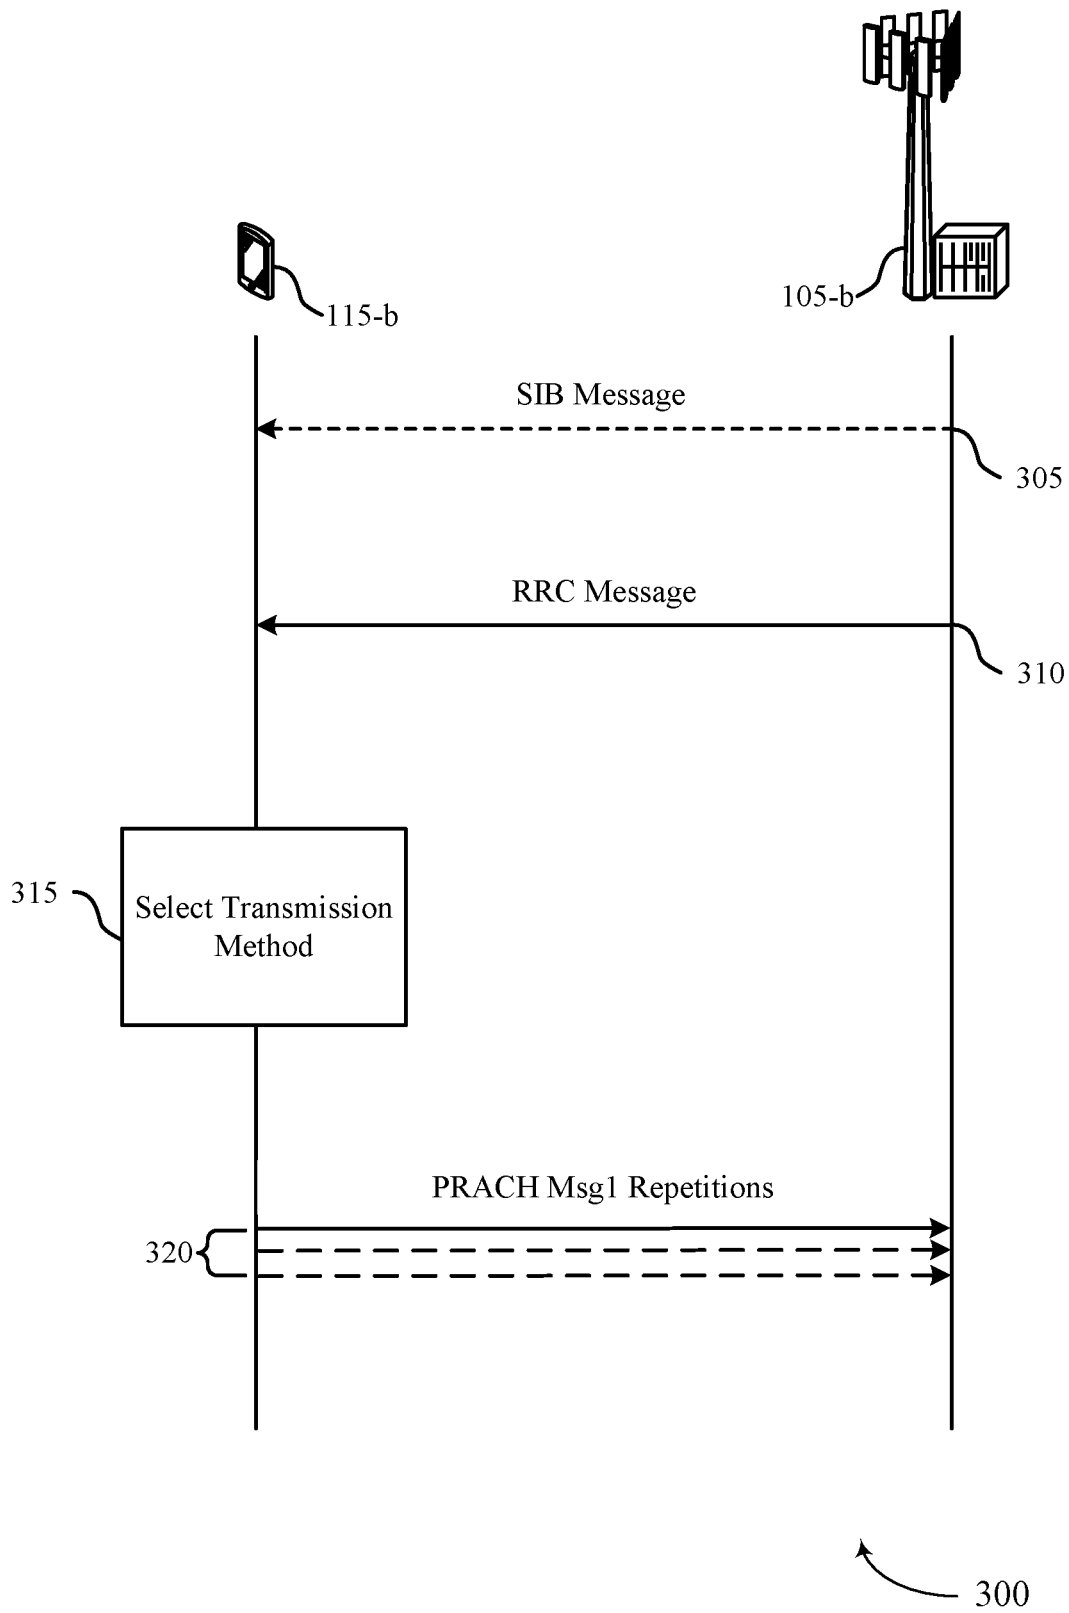 115-b
105-b
SIB Message
305
RRC Message
310
315
Select Transmission
Method
PRACH Msg1 Repetitions
320
300